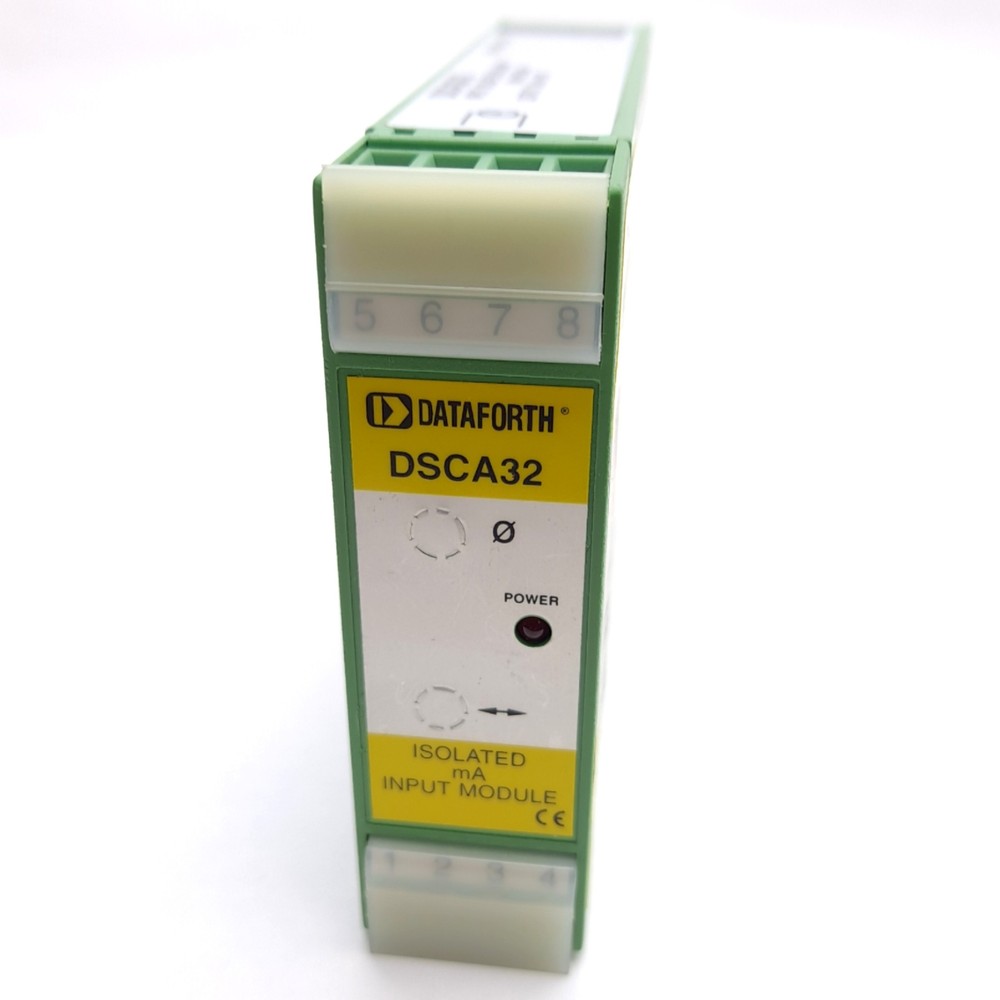 5 6 7 8
DATAFORTH®
DSCA32
Ø
POWER
ISOLATED
mA
INPUT MODULE
CE
1 2 3 4